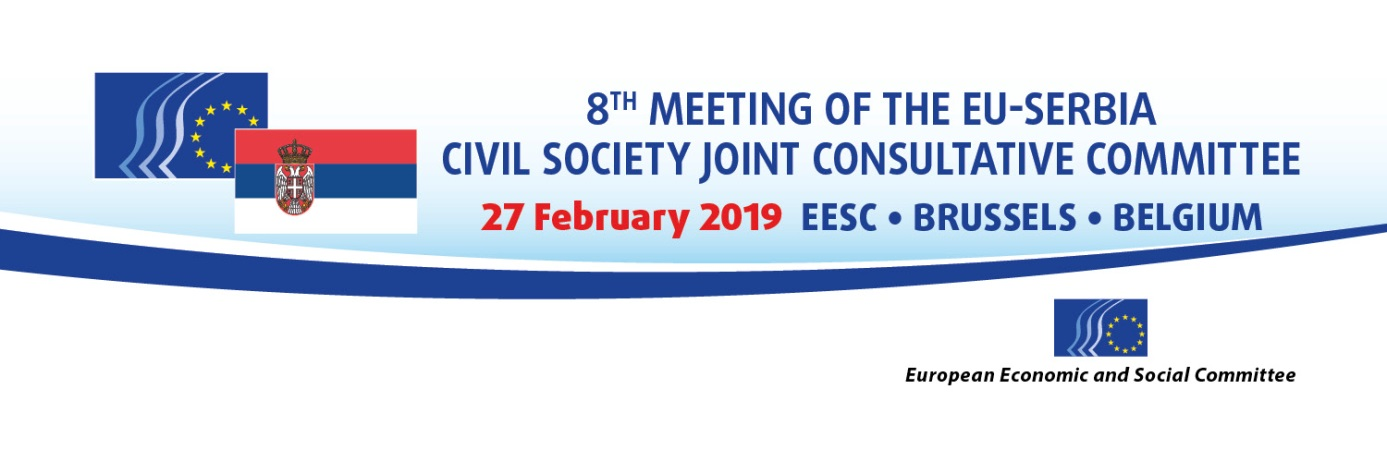 8TH MEETING OF THE EU-SERBIA
CIVIL SOCIETY JOINT CONSULTATIVE COMMITTEE
27 February 2019 EESC • BRUSSELS • BELGIUM
European Economic and Social Committee